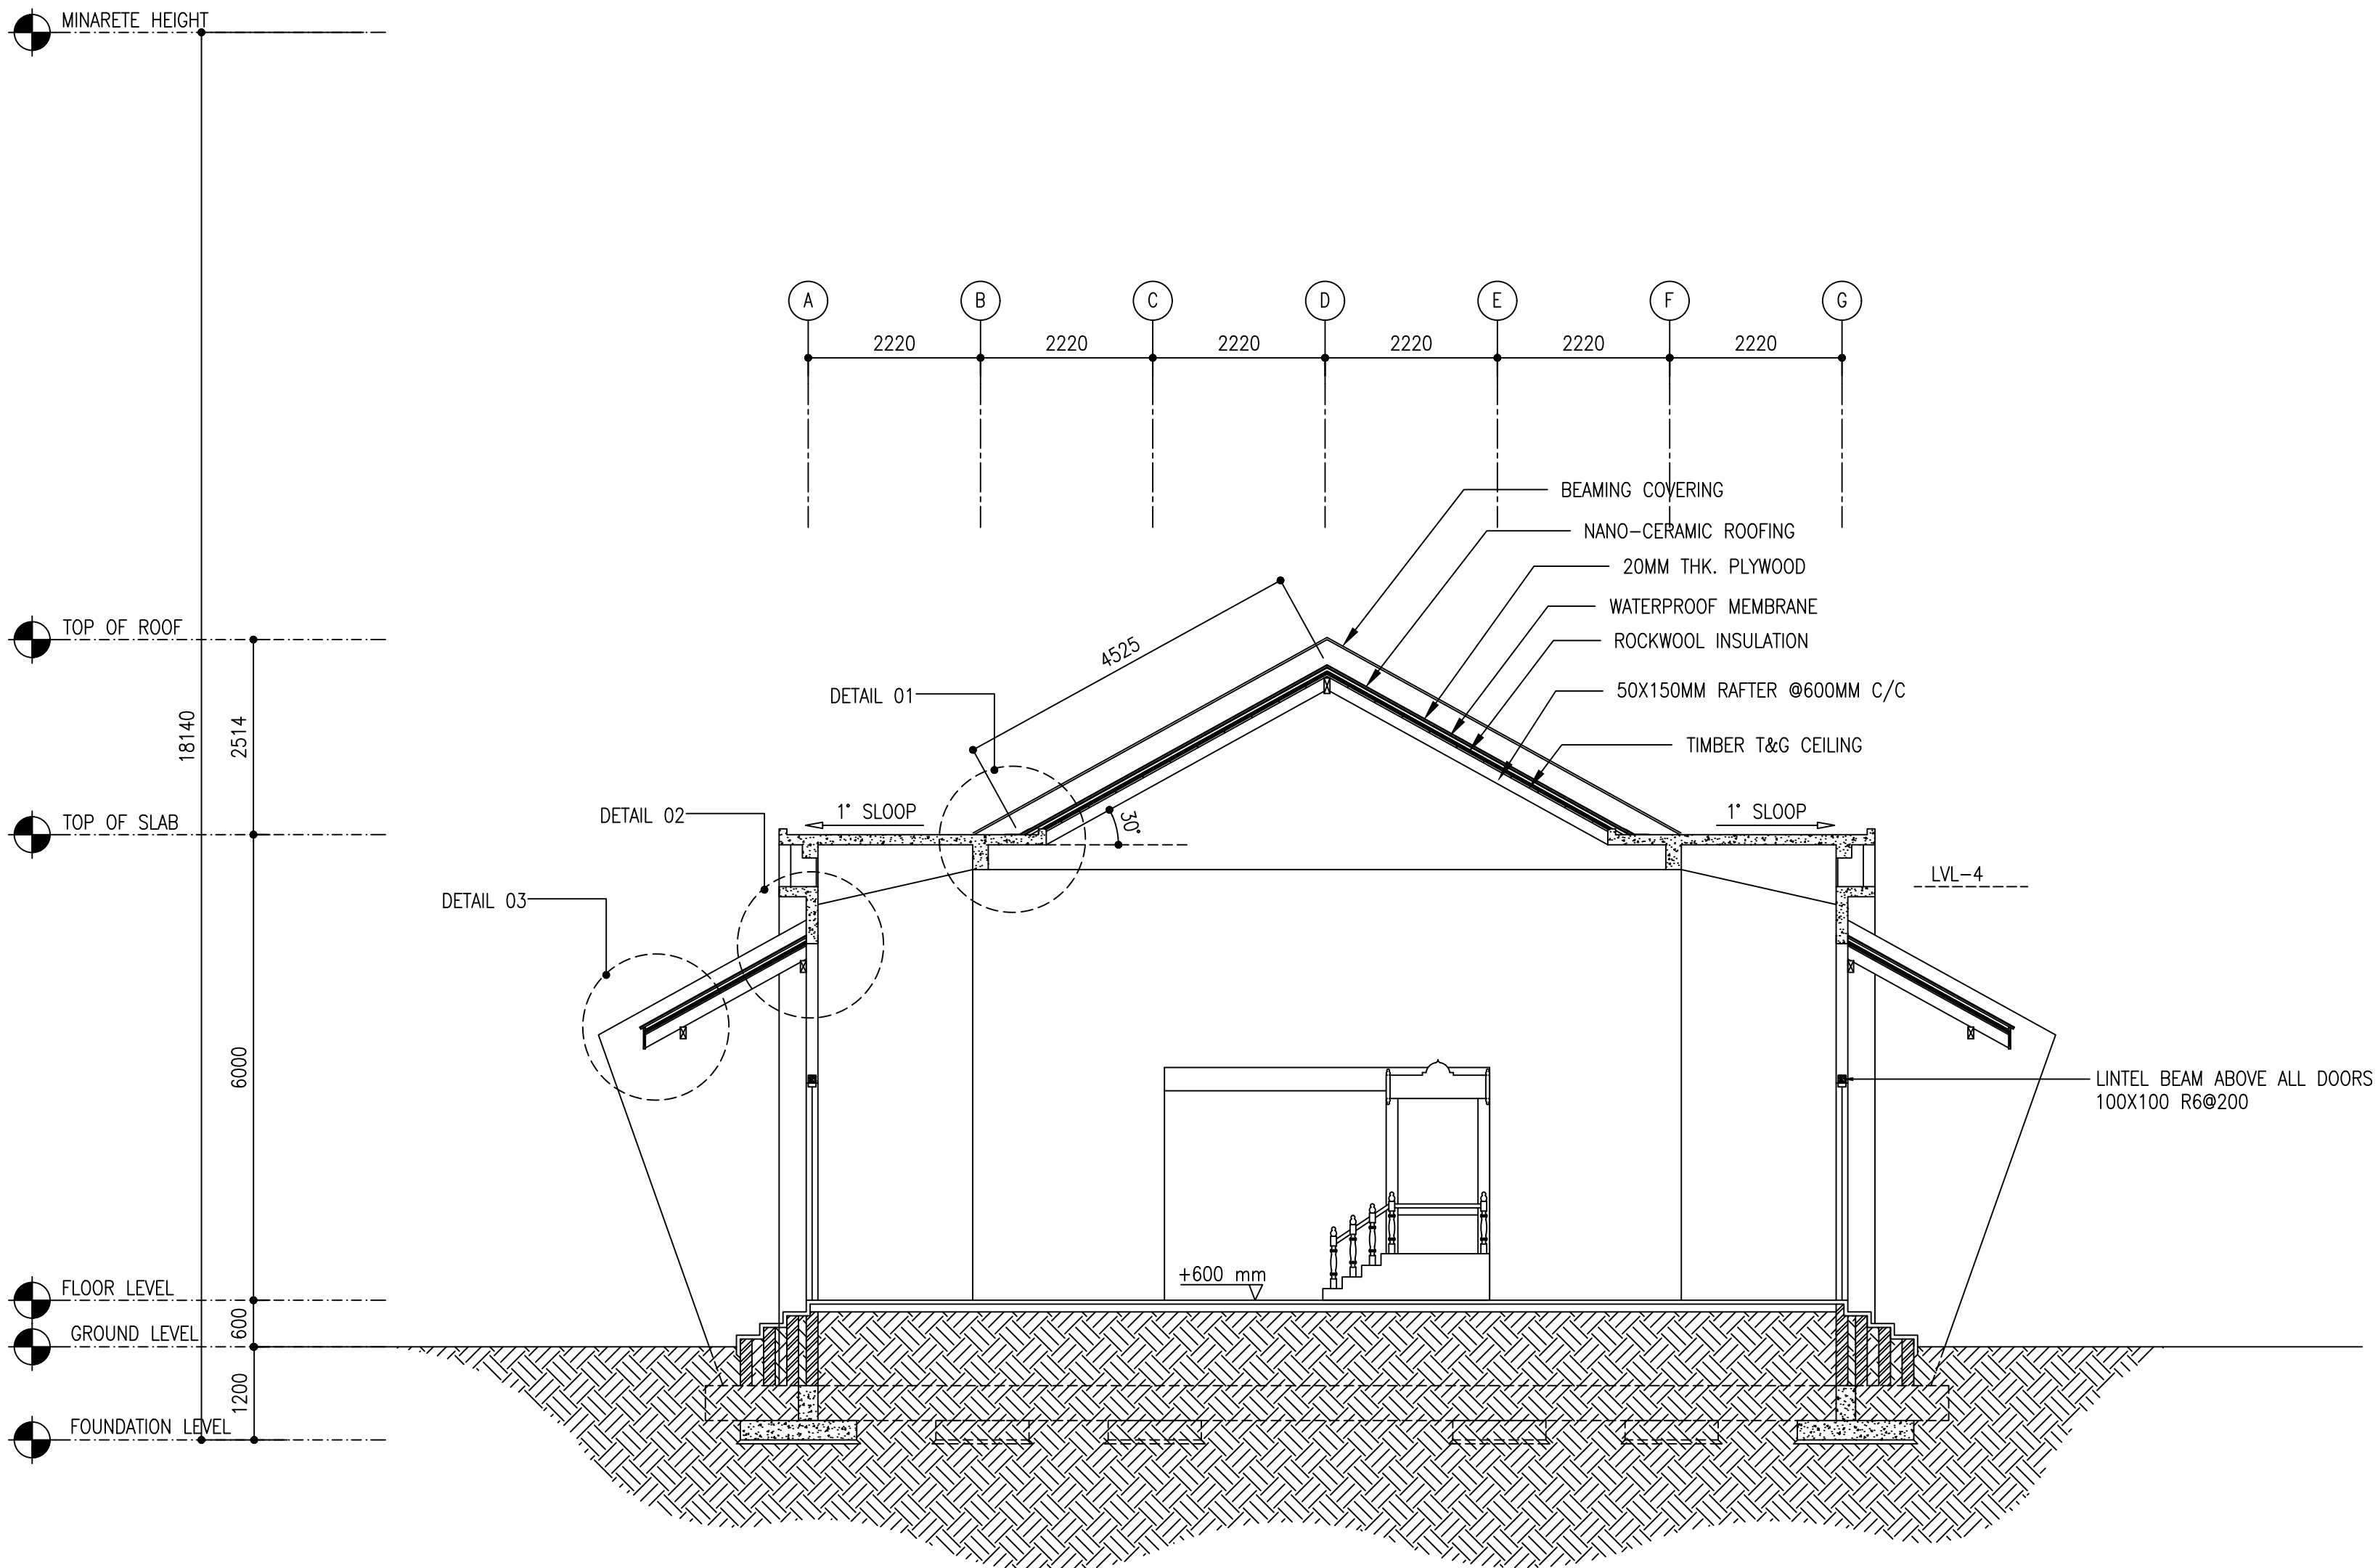 MINARETE HEIGHT
A B C D E F G
2220 2220 2220 2220 2220 2220
BEAMING COVERING
NANO-CERAMIC ROOFING
20MM THK. PLYWOOD
WATERPROOF MEMBRANE
TOP OF ROOF
ROCKWOOL INSULATION
4525
50X150MM RAFTER @600MM C/C
DETAIL 01
18140
2514
TIMBER T&G CEILING
DETAIL 02
1° SLOOP
30°
1° SLOOP
TOP OF SLAB
LVL-4
DETAIL 03
6000
LINTEL BEAM ABOVE ALL DOORS
100X100 R6@200
+600 mm
FLOOR LEVEL
600
GROUND LEVEL
1200
FOUNDATION LEVEL